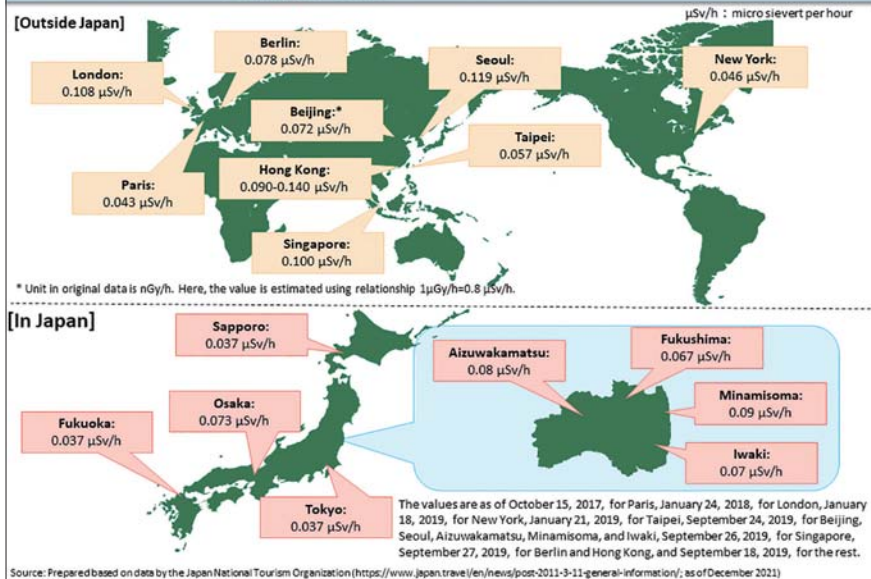 μSv/h : micro sievert per hour
[Outside Japan]
Berlin:
0.078 μSv/h
Seoul:
0.119 μSv/h
New York:
0.046 μSv/h
London:
0.108 μSv/h
Beijing:*
0.072 μSv/h
Taipei:
0.057 μSv/h
Hong Kong:
0.090-0.140 μSv/h
Paris:
0.043 μSv/h
Singapore:
0.100 μSv/h
* Unit in original data is nGy/h. Here, the value is estimated using relationship 1μGy/h=0.8 μSv/h.
[In Japan]
Sapporo:
0.037 μSv/h
Fukushima:
0.067 μSv/h
Aizuwakamatsu:
0.08 μSv/h
Osaka:
0.073 μSv/h
Minamisoma:
0.09 μSv/h
Fukuoka:
0.037 μSv/h
Iwaki:
0.07 μSv/h
Tokyo:
0.037 μSv/h
The values are as of October 15, 2017, for Paris, January 24, 2018, for London, January
18, 2019, for New York, January 21, 2019, for Taipei, September 24, 2019, for Beijing,
Seoul, Aizuwakamatsu, Minamisoma, and Iwaki, September 26, 2019, for Singapore,
September 27, 2019, for Berlin and Hong Kong, and September 18, 2019, for the rest.
Source: Prepared based on data by the Japan National Tourism Organization (https://www.japan.travel/en/news/post-2011-3-11-general-information/; as of December 2021)